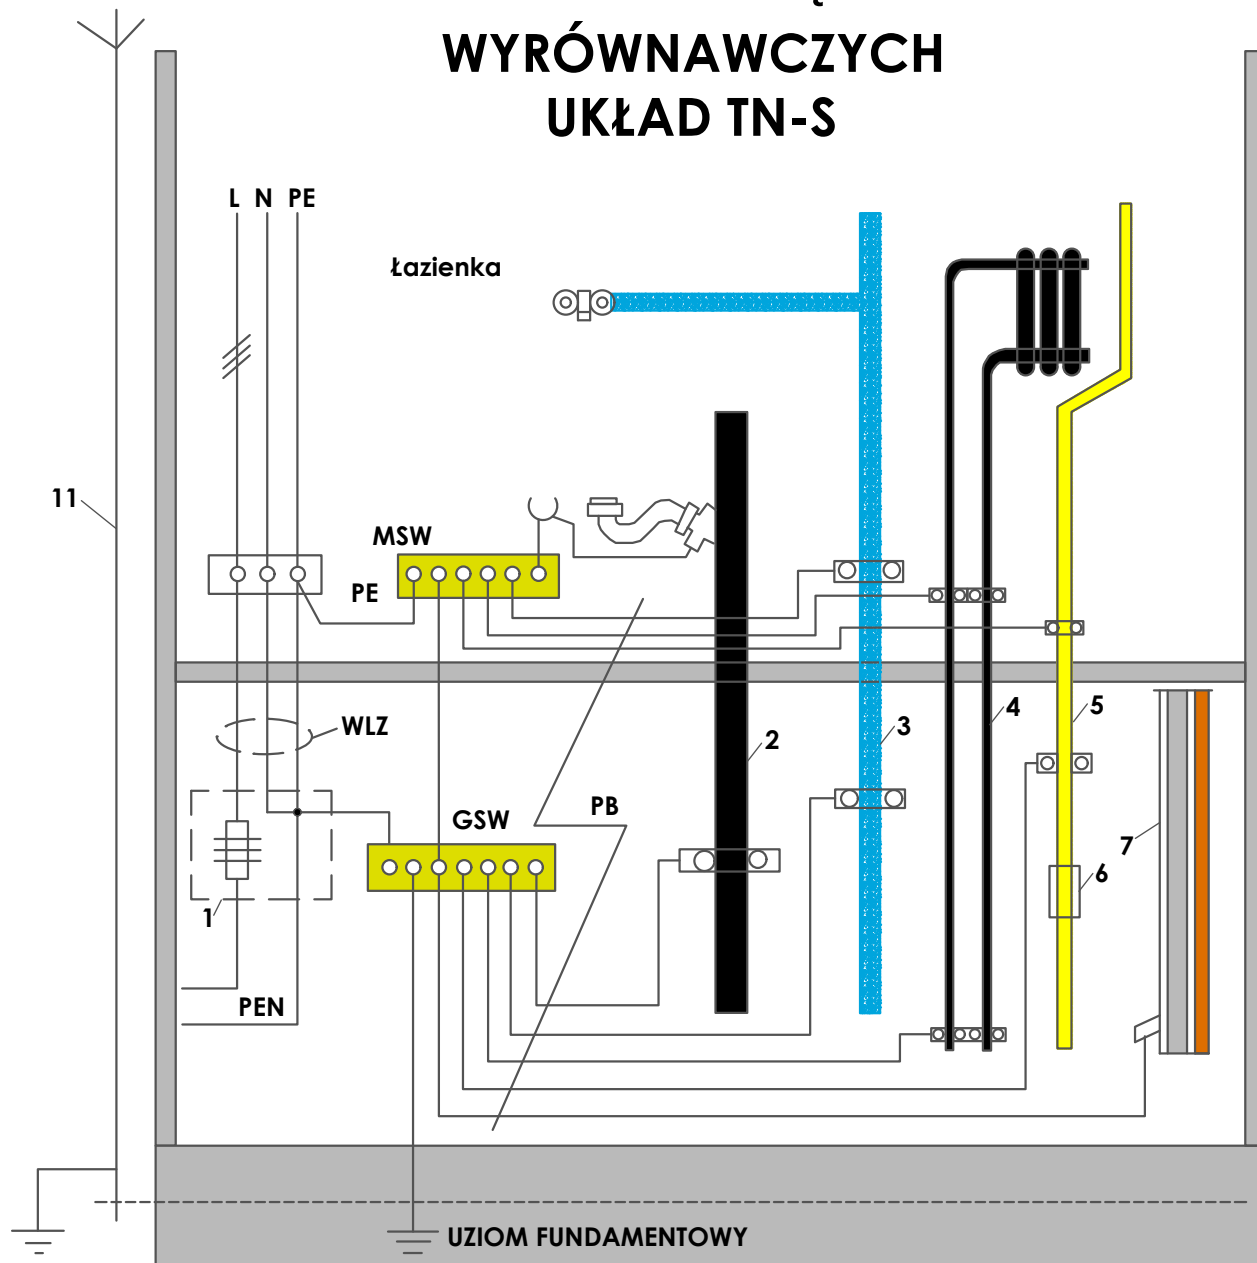 WYRÓWNAWCZYCH
UKŁAD TN-S
L N PE
Łazienka
11
MSW
PE
WLZ
2
3
4
5
GSW
PB
7
6
1
PEN
UZIOM FUNDAMENTOWY